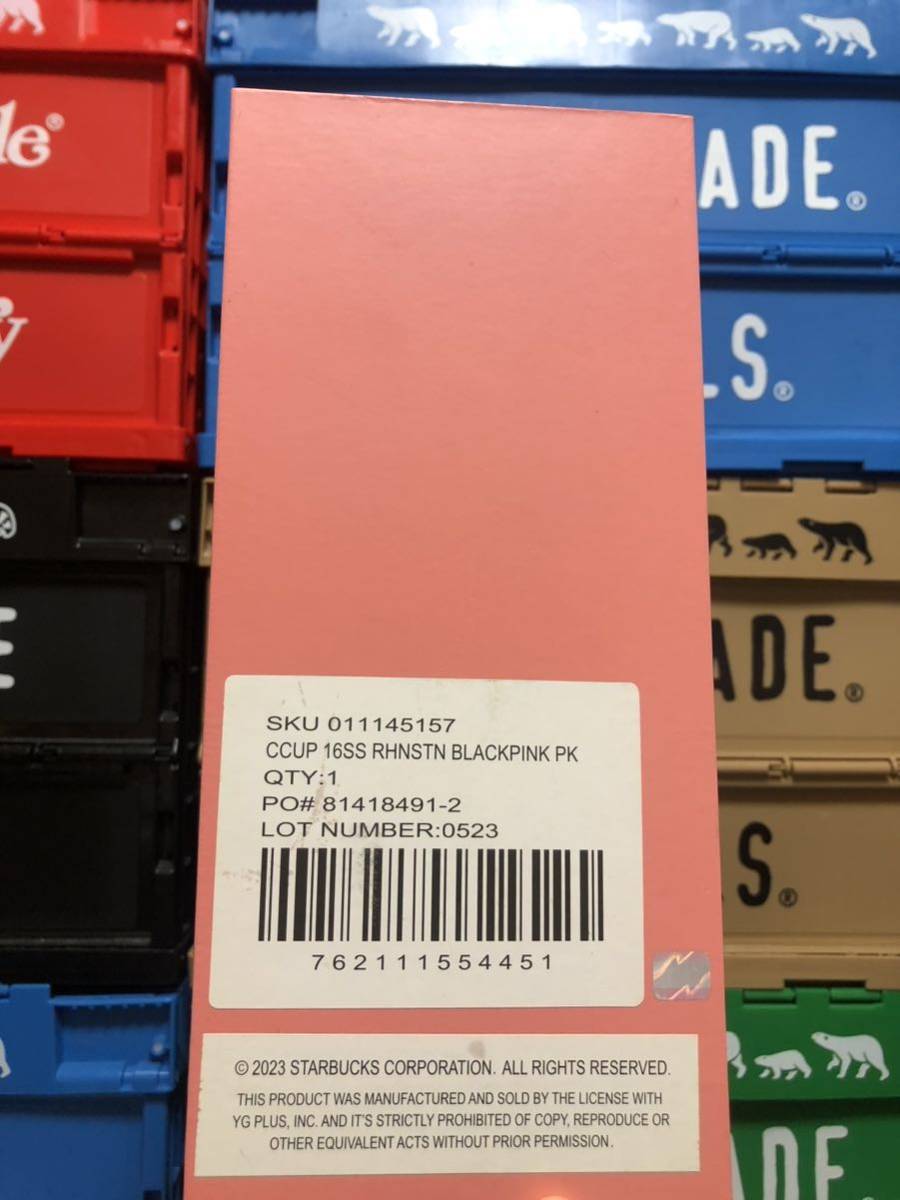 le®
ADE.®
y
S.®
ADE.®
E
S.®
SKU 011145157
CCUP 16SS RHNSTN BLACKPINK PK
QTY:1
PO# 81418491-2
LOT NUMBER:0523
762111554451
© 2023 STARBUCKS CORPORATION. ALL RIGHTS RESERVED.
THIS PRODUCT WAS MANUFACTURED AND SOLD BY THE LICENSE WITH
YG PLUS, INC. AND IT'S STRICTLY PROHIBITED OF COPY, REPRODUCE OR
OTHER EQUIVALENT ACTS WITHOUT PRIOR PERMISSION.
ADE